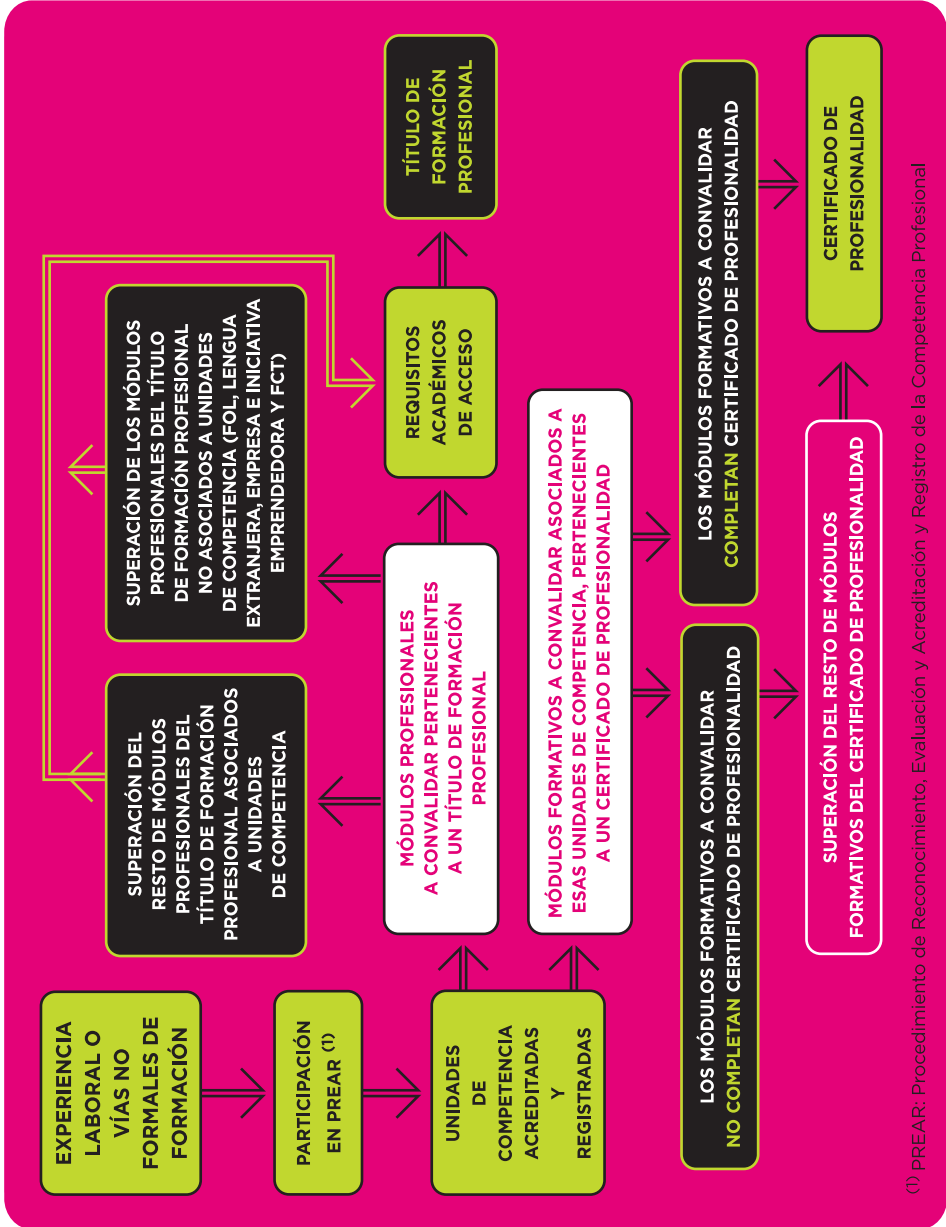 EXPERIENCIA
LABORAL O
VÍAS NO
FORMALES DE
FORMACIÓN
PARTICIPACIÓN
EN PREAR (1)
UNIDADES
DE
COMPETENCIA
ACREDITADAS
Y
REGISTRADAS
SUPERACIÓN DEL
RESTO DE MÓDULOS
PROFESIONALES DEL
TÍTULO DE FORMACIÓN
PROFESIONAL ASOCIADOS
A UNIDADES
DE COMPETENCIA
SUPERACIÓN DE LOS MÓDULOS
PROFESIONALES DEL TÍTULO
DE FORMACIÓN PROFESIONAL
NO ASOCIADOS A UNIDADES
DE COMPETENCIA (FOL, LENGUA
EXTRANJERA, EMPRESA E INICIATIVA
EMPRENDEDORA Y FCT)
MÓDULOS PROFESIONALES
A CONVALIDAR PERTENECIENTES
A UN TÍTULO DE FORMACIÓN
PROFESIONAL
REQUISITOS
ACADÉMICOS
DE ACCESO
TÍTULO DE
FORMACIÓN
PROFESIONAL
MÓDULOS FORMATIVOS A CONVALIDAR ASOCIADOS A
ESAS UNIDADES DE COMPETENCIA, PERTENECIENTES
A UN CERTIFICADO DE PROFESIONALIDAD
LOS MÓDULOS FORMATIVOS A CONVALIDAR
NO COMPLETAN CERTIFICADO DE PROFESIONALIDAD
LOS MÓDULOS FORMATIVOS A CONVALIDAR
COMPLETAN CERTIFICADO DE PROFESIONALIDAD
SUPERACIÓN DEL RESTO DE MÓDULOS
FORMATIVOS DEL CERTIFICADO DE PROFESIONALIDAD
CERTIFICADO DE
PROFESIONALIDAD
(1) PREAR: Procedimiento de Reconocimiento, Evaluación y Acreditación y Registro de la Competencia Profesional